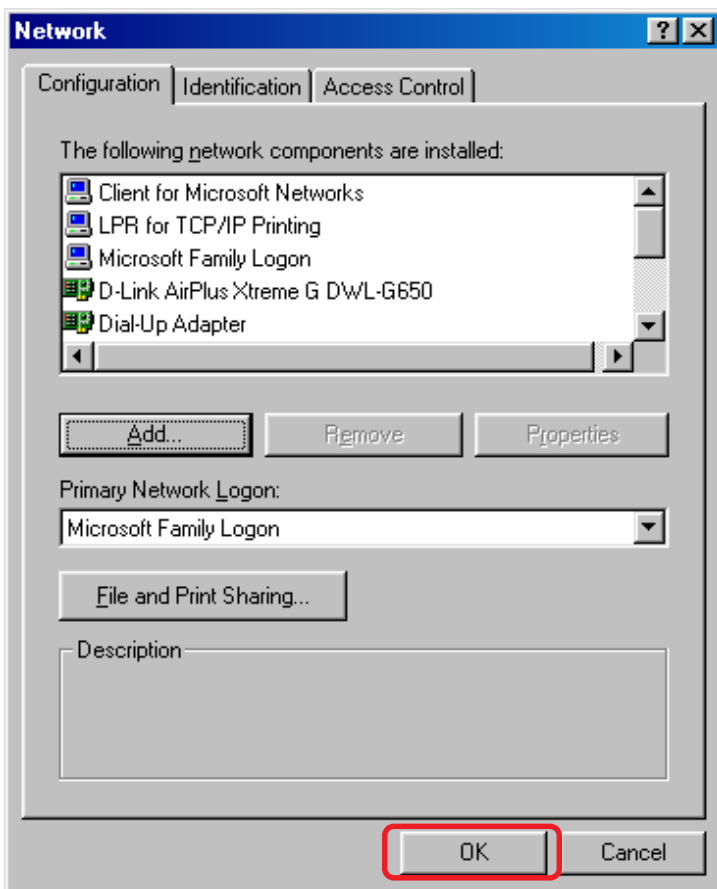 Network
Configuration Identification Access Control
The following network components are installed:
Client for Microsoft Networks
LPR for TCP/IP Printing
Microsoft Family Logon
D-Link AirPlus Xtreme G DWL-G650
Dial-Up Adapter
Add... Remove Properties
Primary Network Logon:
Microsoft Family Logon
File and Print Sharing...
Description
OK Cancel